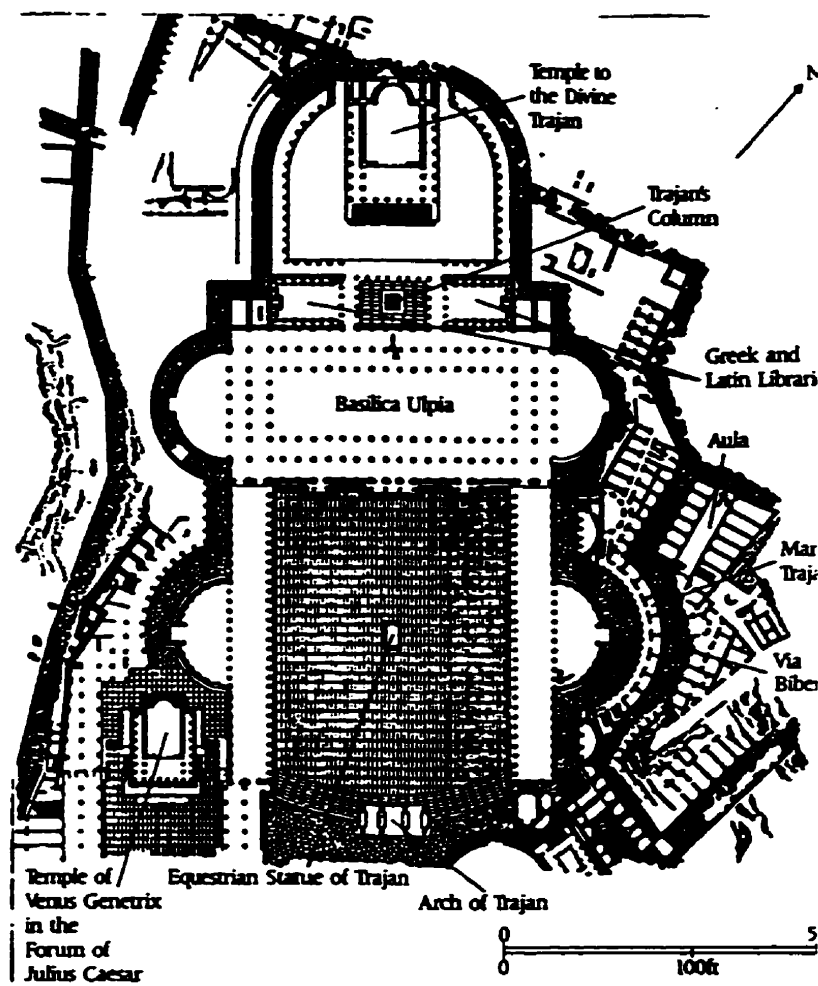 Temple to
the Divine
Trajan
N
Trajan's
Column
Greek and
Latin Librari
Basilica Ulpia
Aula
Mar
Traja
Via
Biber
Temple of
Venus Genetrix
in the
Forum of
Julius Caesar
Equestrian Statue of Trajan
Arch of Trajan
0
5
0
100ft